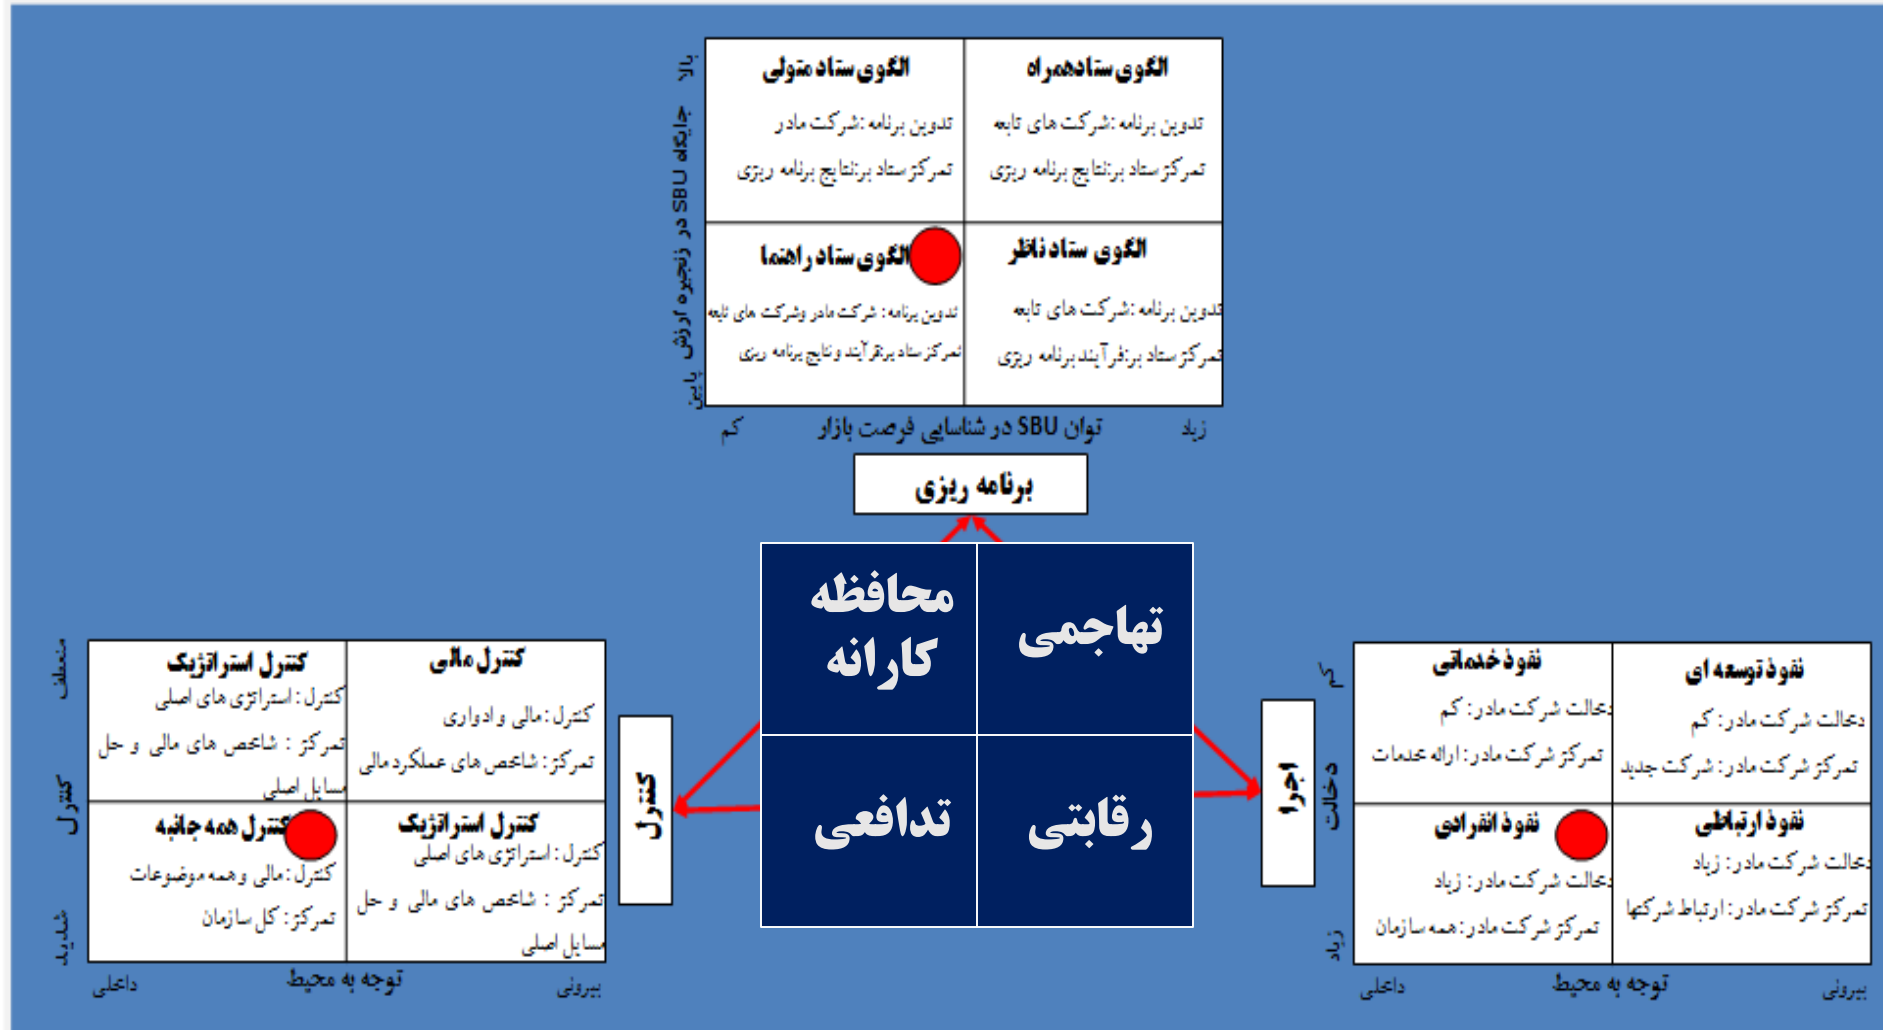 الگوی ستادهمراه
تدوین برنامه :شرکت های تابعه
تمرکز ستاد بر:نتایج برنامه ریزی
الگوی ستاد متولی
تدوین برنامه :شرکت مادر
تمرکز ستاد بر:نتایج برنامه ریزی
الگوی ستاد ناظر
تدوین برنامه :شرکت های تابعه
تمرکز ستاد بر:فرآیند برنامه ریزی
الگوی ستاد راهنما
تدوین برنامه : شرکت مادر وشرکت های تابعه
تمرکز ستاد بر:فرآیند و نتایج برنامه ریزی
بالا
جایگاه SBU در زنجیره ارزش
پایین
زیاد
توان SBU در شناسایی فرصت بازار
کم
برنامه ریزی
تهاجمی
محافظه
کارانه
رقابتی
تدافعی
اجرا
کنترل
نفوذ توسعه ای
دخالت شرکت مادر: کم
تمرکز شرکت مادر: شرکت جدید
نفوذ خدماتی
دخالت شرکت مادر: کم
تمرکز شرکت مادر: ارائه خدمات
نفوذ ارتباطی
دخالت شرکت مادر: زیاد
تمرکز شرکت مادر: ارتباط شرکتها
نفوذ انفرادی
دخالت شرکت مادر: زیاد
تمرکز شرکت مادر: همه سازمان
کم
دخالت
زیاد
بیرونی
توجه به محیط
داخلی
کنترل مالی
کنترل : مالی و ادواری
تمرکز : شاخص های عملکرد مالی
کنترل استراتژیک
کنترل : استراتژی های اصلی
تمرکز : شاخص های مالی و حل
مسایل اصلی
کنترل استراتژیک
کنترل : استراتژی های اصلی
تمرکز : شاخص های مالی و حل
مسایل اصلی
کنترل همه جانبه
کنترل : مالی و همه موضوعات
تمرکز : کل سازمان
منعطف
کنترل
شدید
بیرونی
توجه به محیط
داخلی